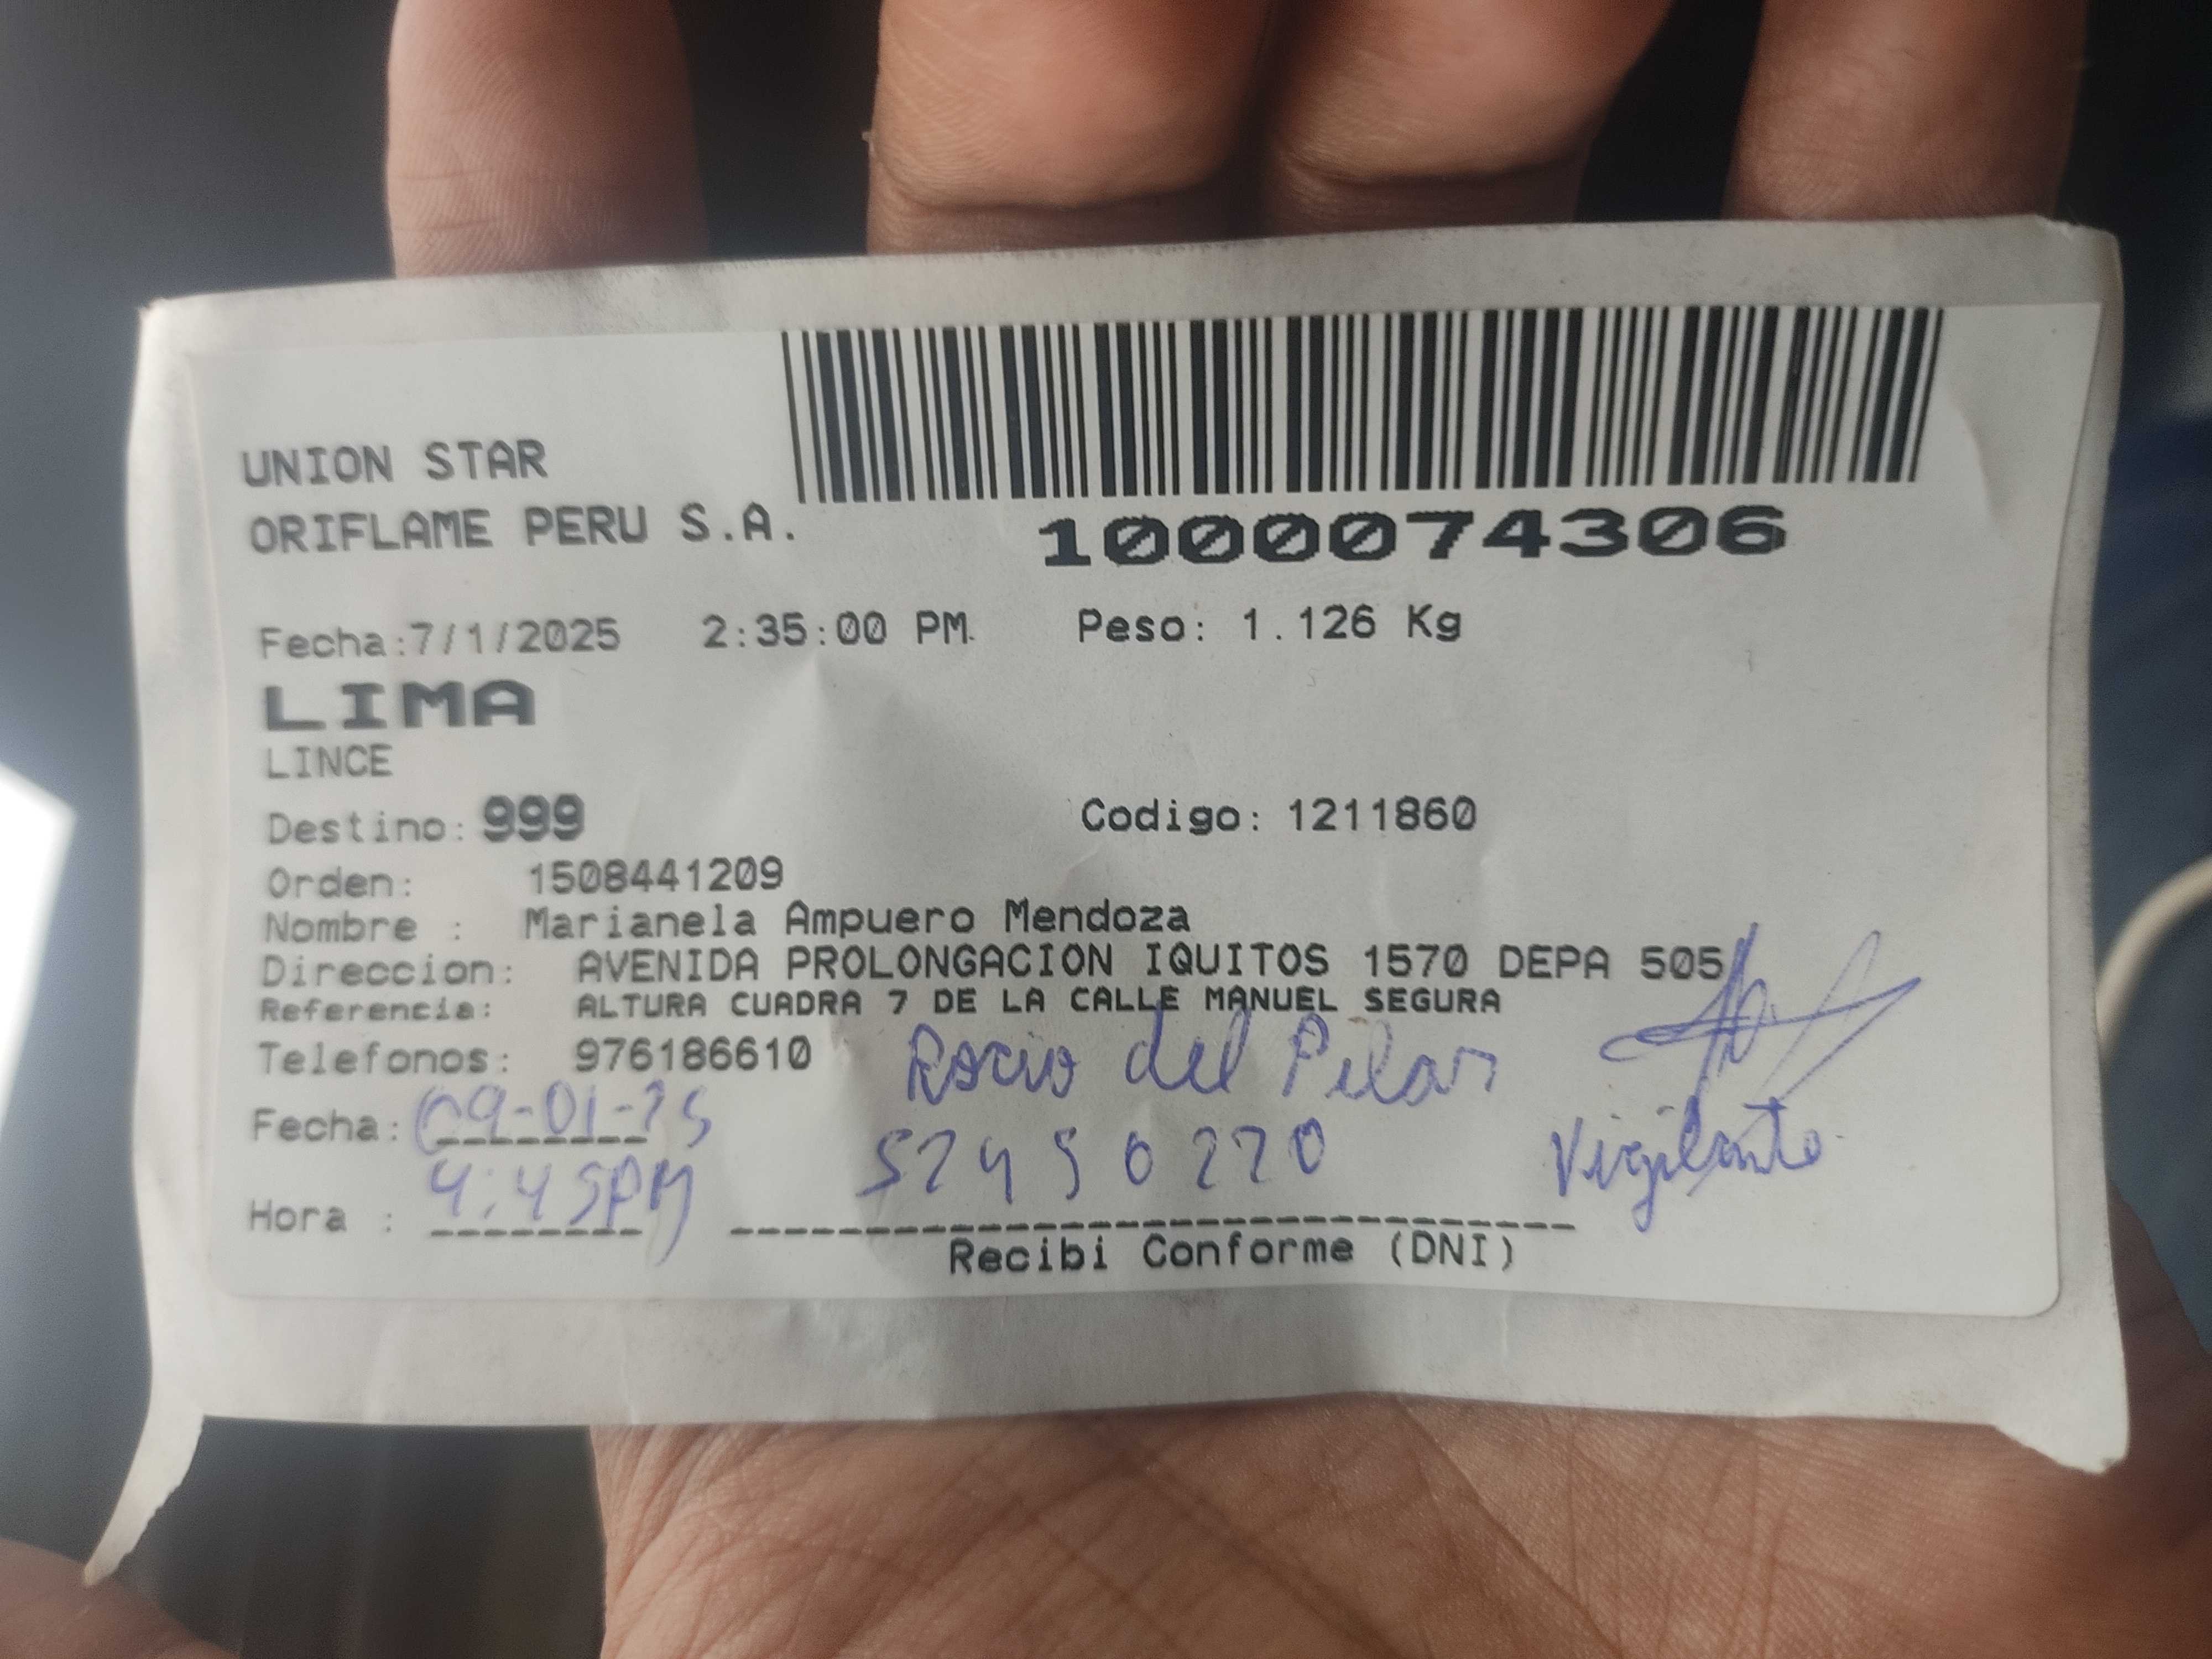 UNION STAR
ORIFLAME PERU S.A.
1000074306
Fecha:7/1/2025 2:35:00 PM Peso: 1.126 Kg
LIMA
LINCE
Destino: 999 Codigo: 1211860
Orden: 1508441209
Nombre : Marianela Ampuero Mendoza
Direccion: AVENIDA PROLONGACION IQUITOS 1570 DEPA 505
Referencia: ALTURA CUADRA 7 DE LA CALLE MANUEL SEGURA
Telefonos: 976186610
Rocio del Pilar
Fecha: 09-01-25
Vigilante
Hora : 4:45PM
Recibi Conforme (DNI)